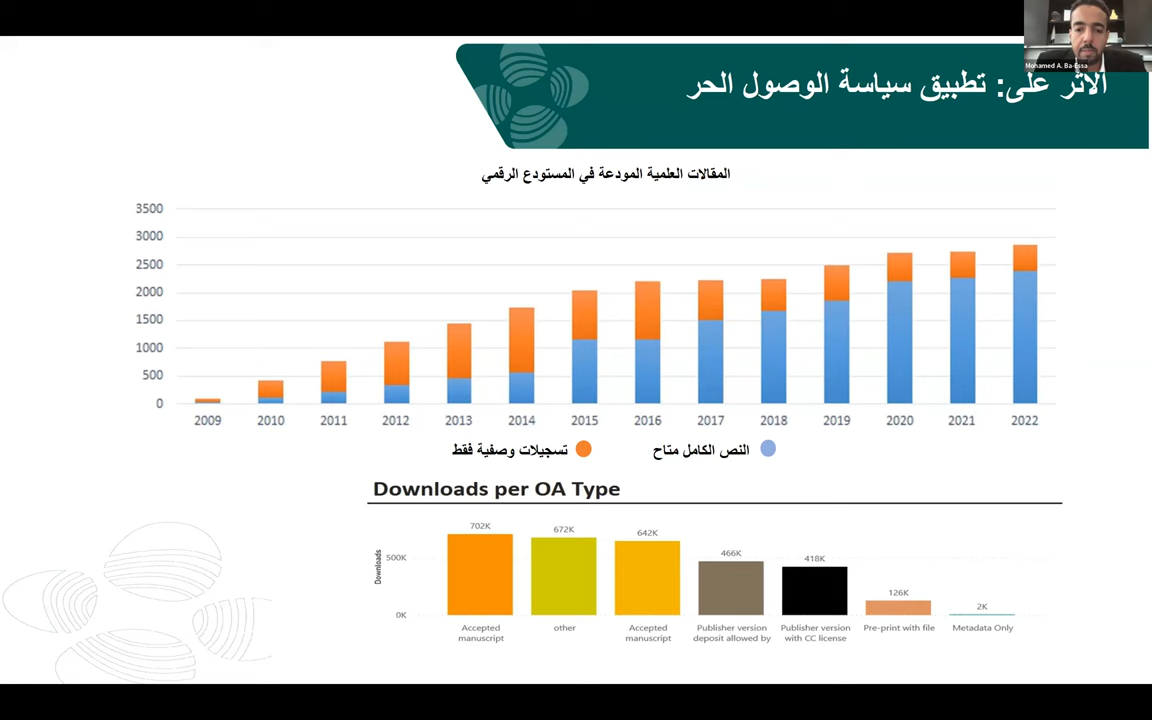 Mohamed A. Ba-Essa
الأثر على: تطبيق سياسة الوصول الحر
المقالات العلمية المودعة في المستودع الرقمي
3500
3000
2500
2000
1500
1000
500
0
2009 2010 2011 2012 2013 2014 2015 2016 2017 2018 2019 2020 2021 2022
النص الكامل متاح
تسجيلات وصفية فقط
Downloads per OA Type
Downloads
500K
0K
702K 672K 642K 466K 418K 126K 2K
Accepted manuscript
other
Accepted manuscript
Publisher version deposit allowed by
Publisher version with CC license
Pre-print with file
Metadata Only